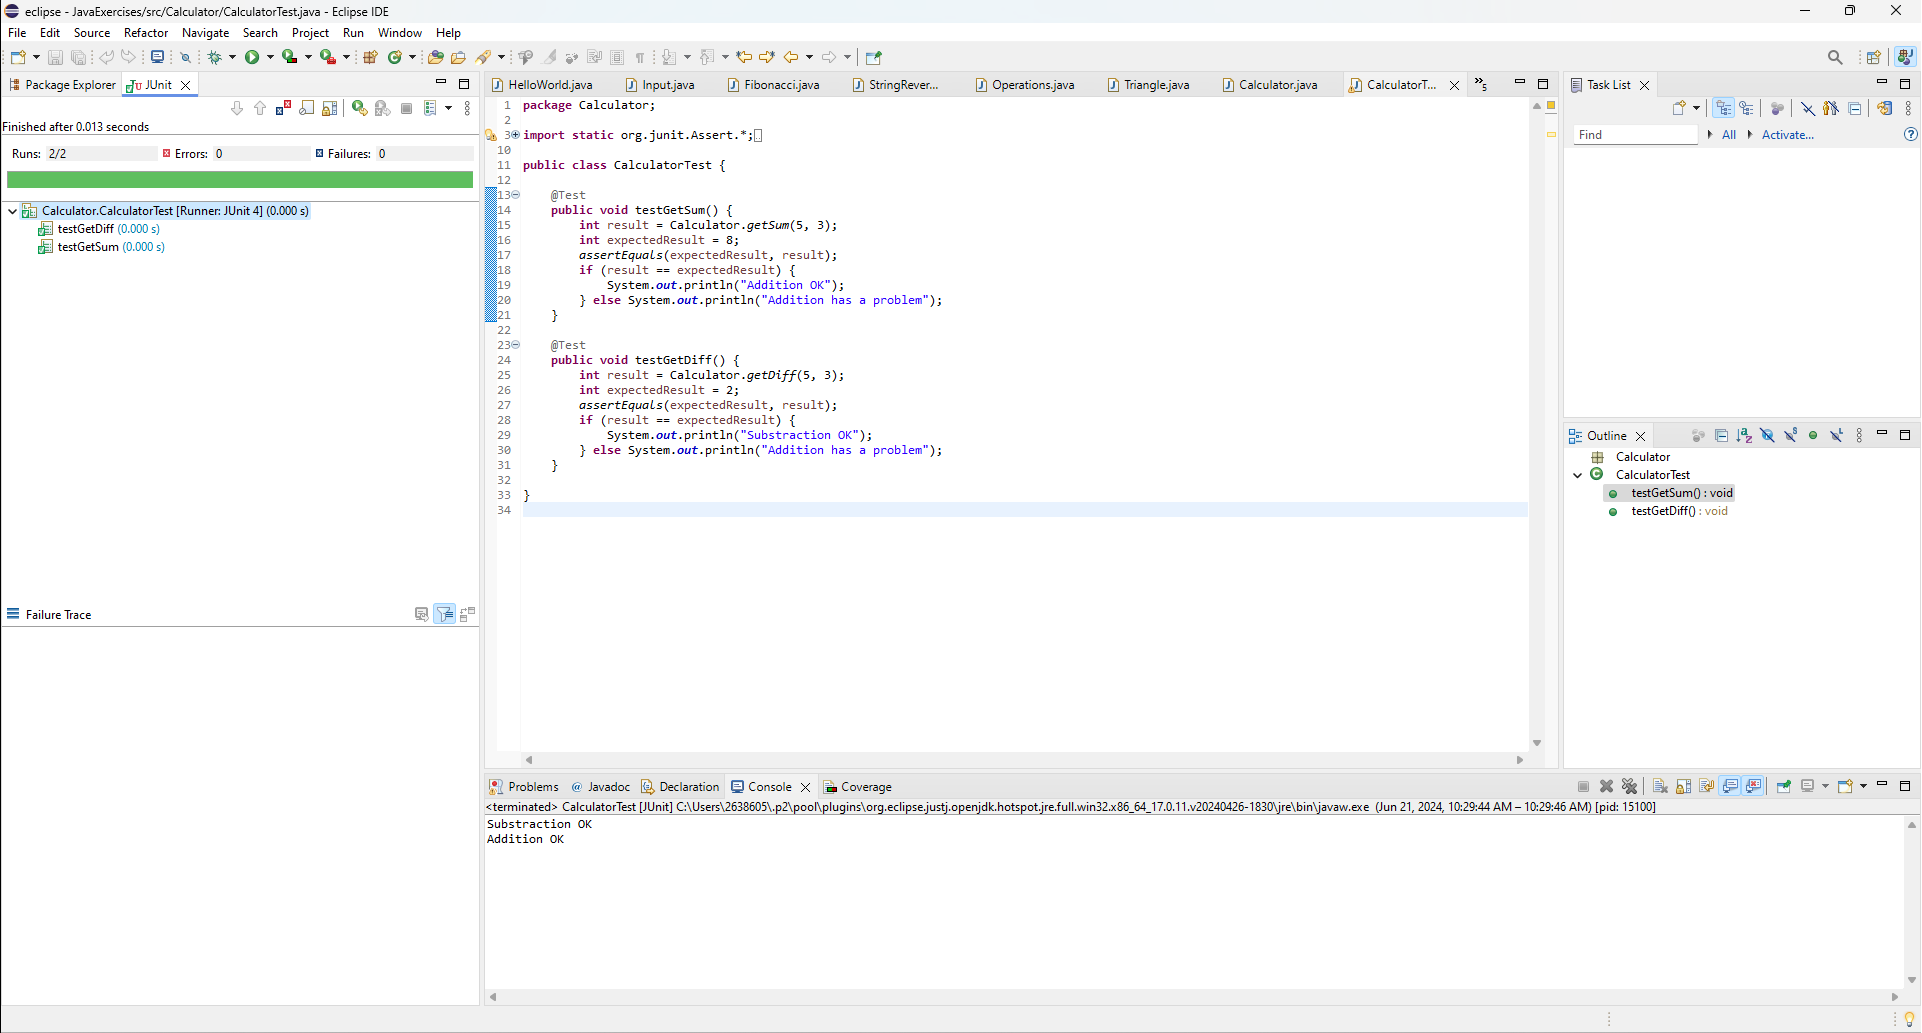 eclipse - JavaExercises/src/Calculator/CalculatorTest.java - Eclipse IDE
File Edit Source Refactor Navigate Search Project Run Window Help
Package Explorer JUnit
Finished after 0.013 seconds
Runs: 2/2 Errors: 0 Failures: 0
Calculator.CalculatorTest [Runner: JUnit 4] (0.000 s)
testGetDiff (0.000 s)
testGetSum (0.000 s)
Failure Trace
HelloWorld.java Input.java Fibonacci.java StringRever... Operations.java Triangle.java Calculator.java CalculatorT... »5
1 package Calculator;
2
3 import static org.junit.Assert.*;
10
11 public class CalculatorTest {
12
13 @Test
14 public void testGetSum() {
15 int result = Calculator.getSum(5, 3);
16 int expectedResult = 8;
17 assertEquals(expectedResult, result);
18 if (result == expectedResult) {
19 System.out.println("Addition OK");
20 } else System.out.println("Addition has a problem");
21 }
22
23 @Test
24 public void testGetDiff() {
25 int result = Calculator.getDiff(5, 3);
26 int expectedResult = 2;
27 assertEquals(expectedResult, result);
28 if (result == expectedResult) {
29 System.out.println("Substraction OK");
30 } else System.out.println("Addition has a problem");
31 }
32
33 }
34
Task List
Find All Activate...
Outline
Calculator
CalculatorTest
testGetSum() : void
testGetDiff() : void
Problems Javadoc Declaration Console Coverage
<terminated> CalculatorTest [JUnit] C:\Users\2638605\.p2\pool\plugins\org.eclipse.justj.openjdk.hotspot.jre.full.win32.x86_64_17.0.11.v20240426-1830\jre\bin\javaw.exe (Jun 21, 2024, 10:29:44 AM – 10:29:46 AM) [pid: 15100]
Substraction OK
Addition OK